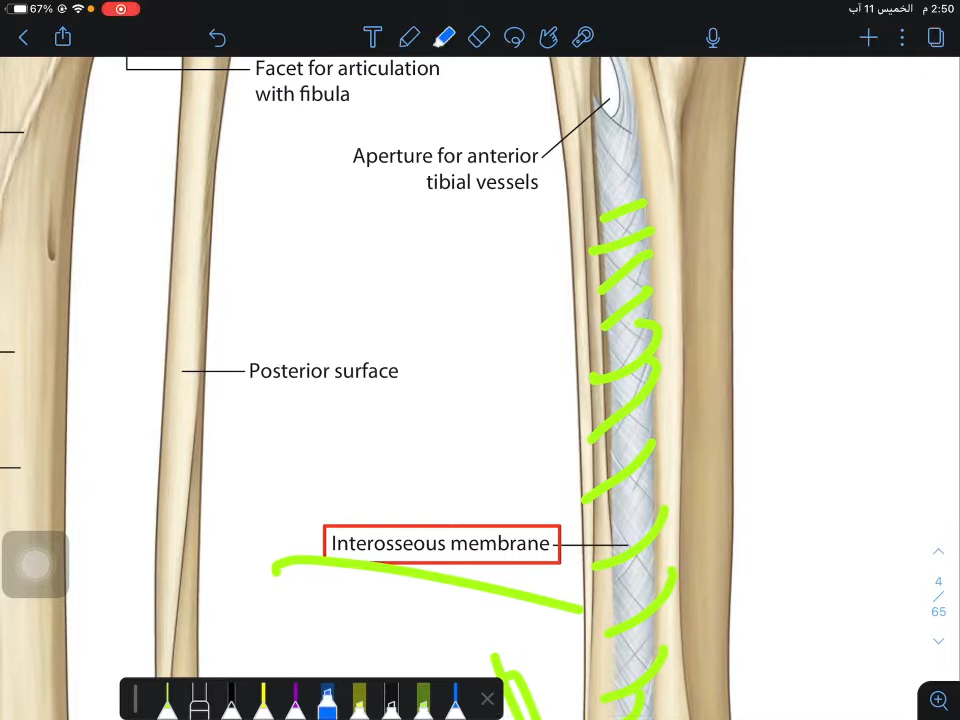 67%
2:50 م الخميس 11 آب
Facet for articulation
with fibula
Aperture for anterior
tibial vessels
Posterior surface
Interosseous membrane
4
/
65